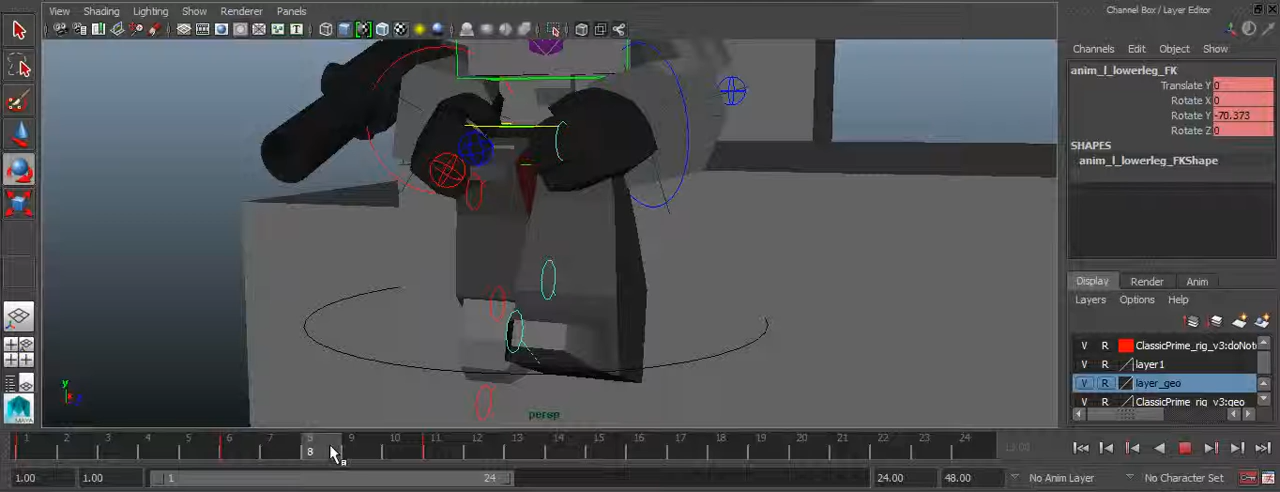 View Shading Lighting Show Renderer Panels
Channel Box / Layer Editor
Channels Edit Object Show
anim_l_lowerleg_FK
Translate Y 0
Rotate X 0
Rotate Y -70.373
Rotate Z 0
SHAPES
anim_l_lowerleg_FKShape
Display Render Anim
Layers Options Help
V R ClassicPrime_rig_v3:doNot
V R layer1
V R layer_geo
V R ClassicPrime_rig_v3:geo
y
persp
1 2 3 4 5 6 7 8 9 10 11 12 13 14 15 16 17 18 19 20 21 22 23 24
8
1.00 1.00 1 24 24.00 48.00 No Anim Layer No Character Set